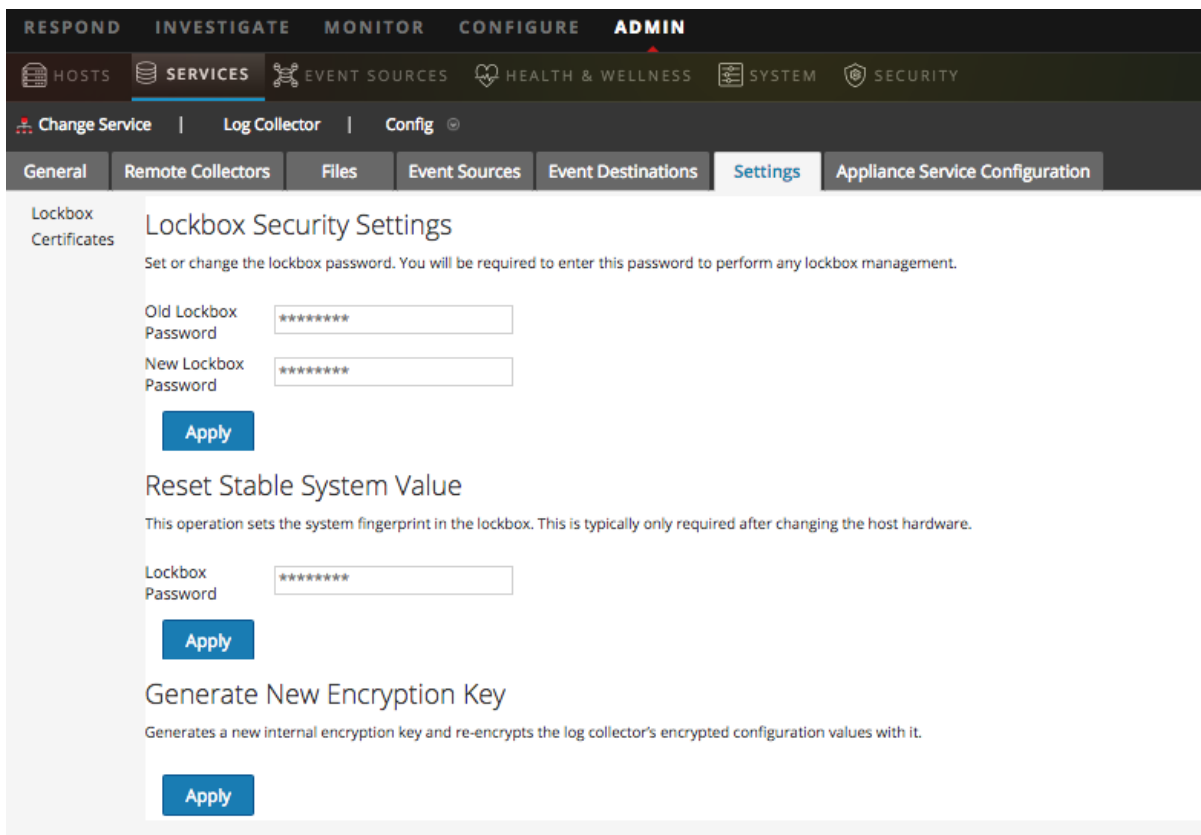 RESPOND INVESTIGATE MONITOR CONFIGURE ADMIN
HOSTS SERVICES EVENT SOURCES HEALTH & WELLNESS SYSTEM SECURITY
Change Service | Log Collector | Config
General Remote Collectors Files Event Sources Event Destinations Settings Appliance Service Configuration
Lockbox
Certificates
Lockbox Security Settings
Set or change the lockbox password. You will be required to enter this password to perform any lockbox management.
Old Lockbox
Password
********
New Lockbox
Password
********
Apply
Reset Stable System Value
This operation sets the system fingerprint in the lockbox. This is typically only required after changing the host hardware.
Lockbox
Password
********
Apply
Generate New Encryption Key
Generates a new internal encryption key and re-encrypts the log collector's encrypted configuration values with it.
Apply